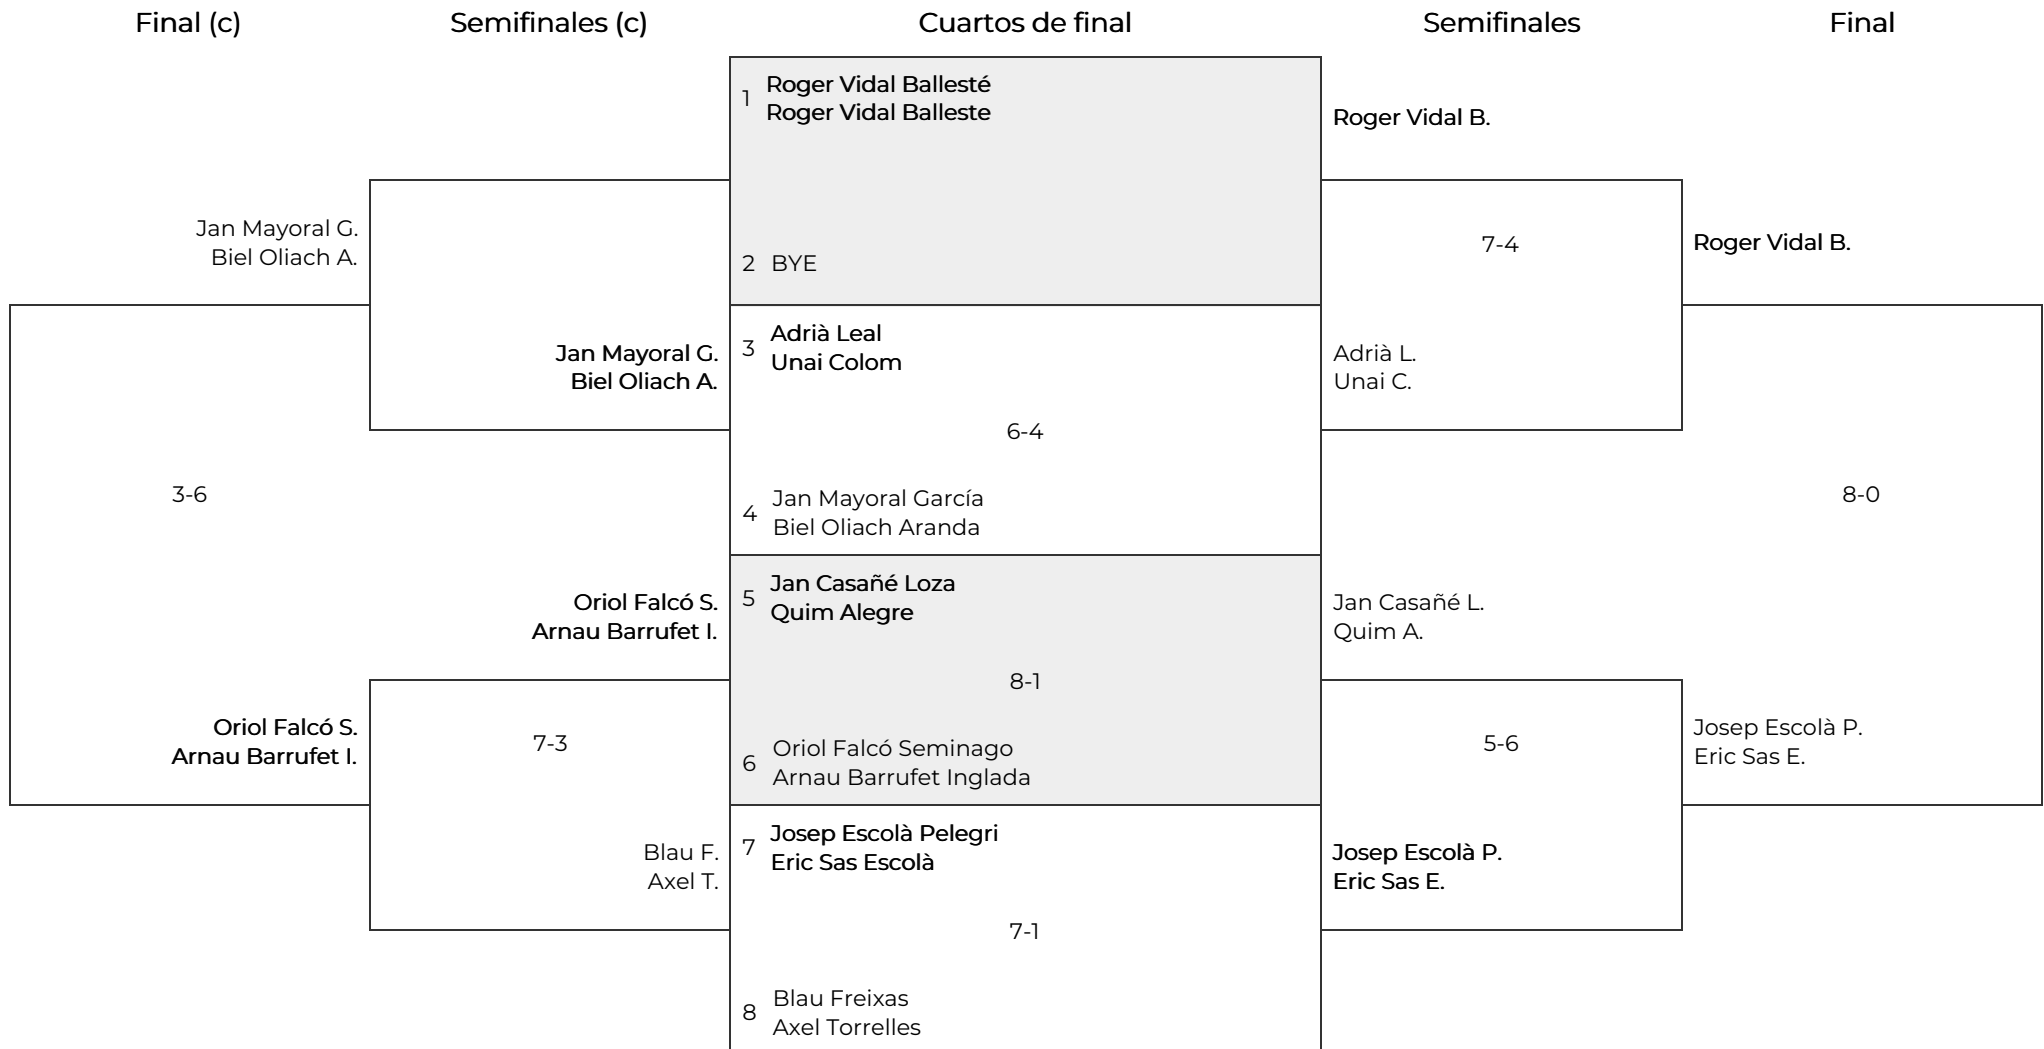 Final (c)
Semifinales (c)
Cuartos de final
Semifinales
Final
Jan Mayoral G.
Biel Oliach A.
3-6
Oriol Falcó S.
Arnau Barrufet I.
Jan Mayoral G.
Biel Oliach A.
Oriol Falcó S.
Arnau Barrufet I.
7-3
Blau F.
Axel T.
1 Roger Vidal Ballesté
Roger Vidal Balleste
2 BYE
3 Adrià Leal
Unai Colom
6-4
4 Jan Mayoral García
Biel Oliach Aranda
5 Jan Casañé Loza
Quim Alegre
8-1
6 Oriol Falcó Seminago
Arnau Barrufet Inglada
7 Josep Escolà Pelegri
Eric Sas Escolà
7-1
8 Blau Freixas
Axel Torrelles
Roger Vidal B.
7-4
Adrià L.
Unai C.
Jan Casañé L.
Quim A.
5-6
Josep Escolà P.
Eric Sas E.
Roger Vidal B.
8-0
Josep Escolà P.
Eric Sas E.